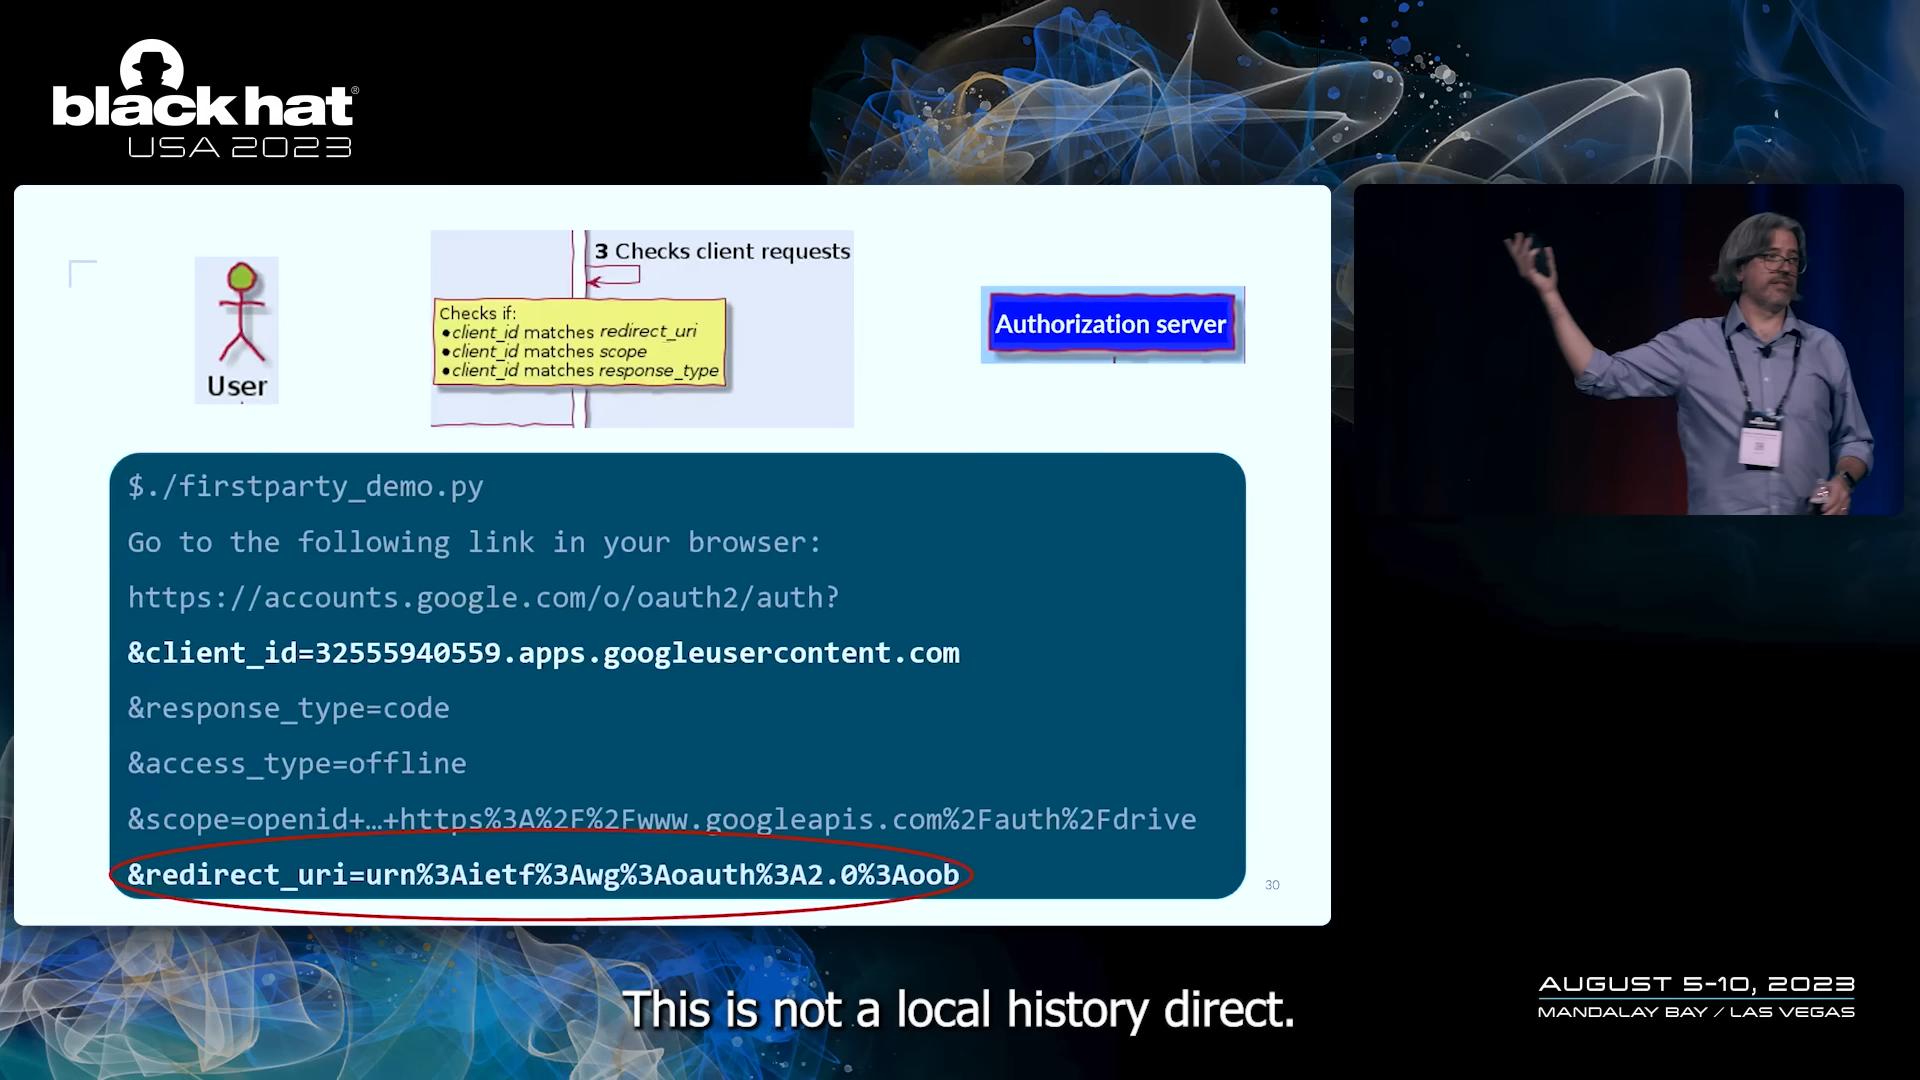 black hat®
USA 2023
3 Checks client requests
Checks if:
•client_id matches redirect_uri
•client_id matches scope
•client_id matches response_type
User
Authorization server
$./firstparty_demo.py
Go to the following link in your browser:
https://accounts.google.com/o/oauth2/auth?
&client_id=32555940559.apps.googleusercontent.com
&response_type=code
&access_type=offline
&scope=openid+…+https%3A%2F%2Fwww.googleapis.com%2Fauth%2Fdrive
&redirect_uri=urn%3Aietf%3Awg%3Aoauth%3A2.0%3Aoob
30
This is not a local history direct.
AUGUST 5-10, 2023
MANDALAY BAY / LAS VEGAS